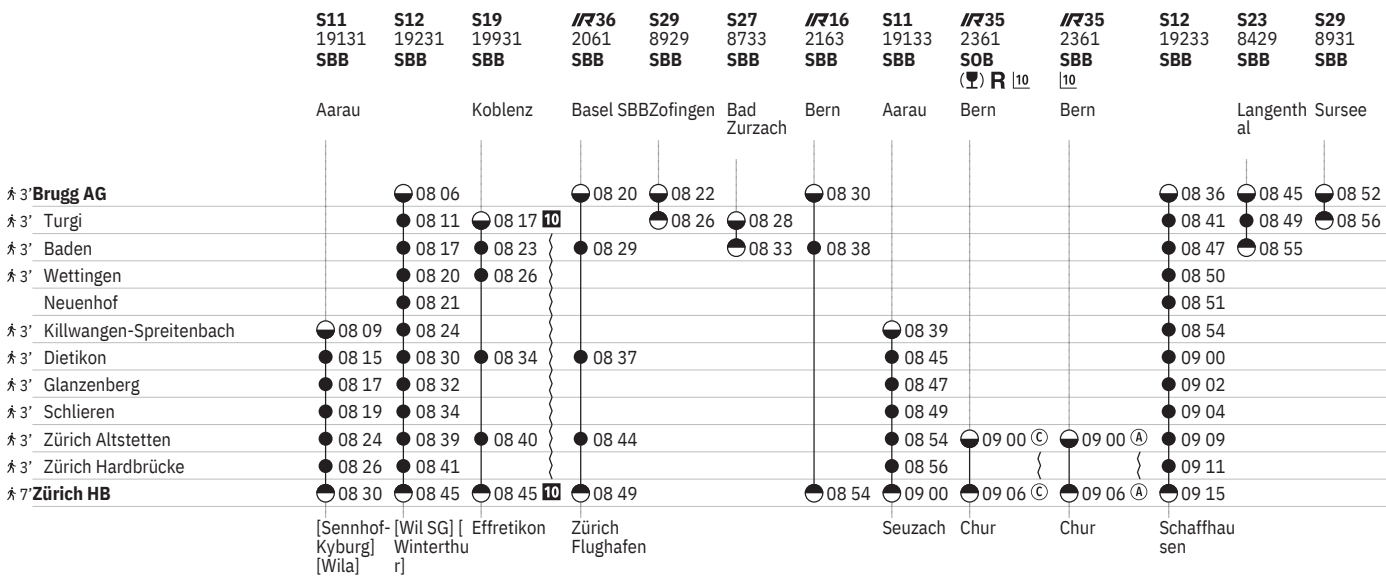 S11 S12 S19 IR36 S29 S27 IR16 S11 IR35 IR35 S12 S23 S29
19131 19231 19931 2061 8929 8733 2163 19133 2361 2361 19233 8429 8931
SBB SBB SBB SBB SBB SBB SBB SBB SOB SBB SBB SBB SBB
R 10 10
Aarau Koblenz Basel SBB Zofingen Bad Bern Aarau Bern Bern Langenth Sursee
Zurzach al
3' Brugg AG 08 06 08 20 08 22 08 30 08 36 08 45 08 52
3' Turgi 08 11 08 17 10 08 26 08 28 08 41 08 49 08 56
3' Baden 08 17 08 23 08 29 08 33 08 38 08 47 08 55
3' Wettingen 08 20 08 26 08 50
Neuenhof 08 21 08 51
3' Killwangen-Spreitenbach 08 09 08 24 08 39 08 54
3' Dietikon 08 15 08 30 08 34 08 37 08 45 09 00
3' Glanzenberg 08 17 08 32 08 47 09 02
3' Schlieren 08 19 08 34 08 49 09 04
3' Zürich Altstetten 08 24 08 39 08 40 08 44 08 54 09 00 C 09 00 A 09 09
3' Zürich Hardbrücke 08 26 08 41 08 56 09 11
7' Zürich HB 08 30 08 45 08 45 10 08 49 08 54 09 00 09 06 C 09 06 A 09 15
[Sennhof- [Wil SG] [ Effretikon Zürich Seuzach Chur Chur Schaffhau
Kyburg] Winterthu Flughafen sen
[Wila] r]